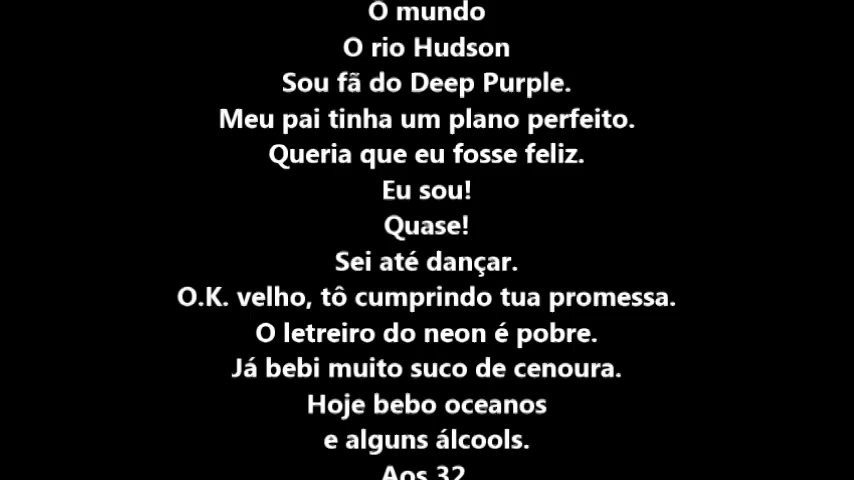 O mundo
O rio Hudson
Sou fã do Deep Purple.
Meu pai tinha um plano perfeito.
Queria que eu fosse feliz.
Eu sou!
Quase!
Sei até dançar.
O.K. velho, tô cumprindo tua promessa.
O letreiro do neon é pobre.
Já bebi muito suco de cenoura.
Hoje bebo oceanos
e alguns álcools.
Aos 32